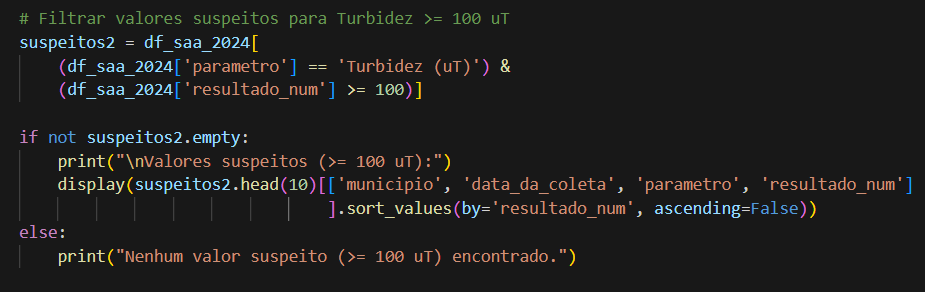 # Filtrar valores suspeitos para Turbidez >= 100 uT
suspeitos2 = df_saa_2024[
    (df_saa_2024['parametro'] == 'Turbidez (uT)') &
    (df_saa_2024['resultado_num'] >= 100)]

if not suspeitos2.empty:
    print("\nValores suspeitos (>= 100 uT):")
    display(suspeitos2.head(10)[['municipio', 'data_da_coleta', 'parametro', 'resultado_num']
                                ].sort_values(by='resultado_num', ascending=False))
else:
    print("Nenhum valor suspeito (>= 100 uT) encontrado.")